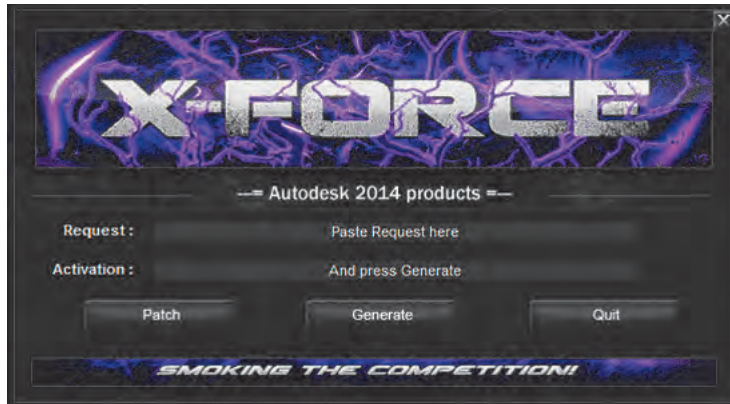 X
X-FORCE
—= Autodesk 2014 products =—
Request : Paste Request here
Activation : And press Generate
Patch Generate Quit
SMOKING THE COMPETITION!